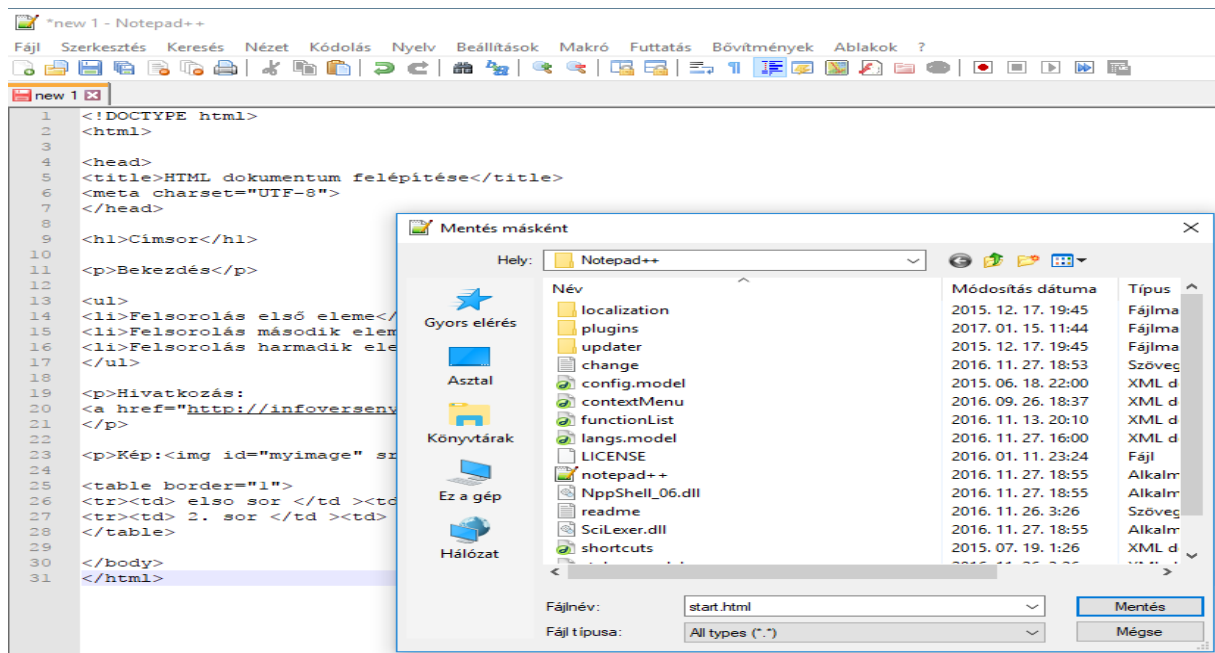 *new 1 - Notepad++
Fájl Szerkesztés Keresés Nézet Kódolás Nyelv Beállítások Makró Futtatás Bővítmények Ablakok ?
new 1
1 <!DOCTYPE html>
2 <html>
3
4 <head>
5 <title>HTML dokumentum felépítése</title>
6 <meta charset="UTF-8">
7 </head>
8
9 <h1>Címsor</h1>
10
11 <p>Bekezdés</p>
12
13 <ul>
14 <li>Felsorolás első eleme</
15 <li>Felsorolás második elem
16 <li>Felsorolás harmadik ele
17 </ul>
18
19 <p>Hivatkozás:
20 <a href="http://infoverseny
21 </p>
22
23 <p>Kép:<img id="myimage" sr
24
25 <table border="1">
26 <tr><td> elso sor </td ><td
27 <tr><td> 2. sor </td ><td>
28 </table>
29
30 </body>
31 </html>
Mentés másként
Hely: Notepad++
Gyors elérés
Asztal
Könyvtárak
Ez a gép
Hálózat
Név Módosítás dátuma Típus
localization 2015. 12. 17. 19:45 Fájlma
plugins 2017. 01. 15. 11:44 Fájlma
updater 2015. 12. 17. 19:45 Fájlma
change 2016. 11. 27. 18:53 Szöveg
config.model 2015. 06. 18. 22:00 XML d
contextMenu 2016. 09. 26. 18:37 XML d
functionList 2016. 11. 13. 20:10 XML d
langs.model 2016. 11. 27. 16:00 XML d
LICENSE 2016. 01. 11. 23:24 Fájl
notepad++ 2016. 11. 27. 18:55 Alkalm
NppShell_06.dll 2016. 11. 27. 18:55 Alkalm
readme 2016. 11. 26. 3:26 Szöveg
SciLexer.dll 2016. 11. 27. 18:55 Alkalm
shortcuts 2015. 07. 19. 1:26 XML d
Fájlnév: start.html Mentés
Fájl típusa: All types (*.*) Mégse